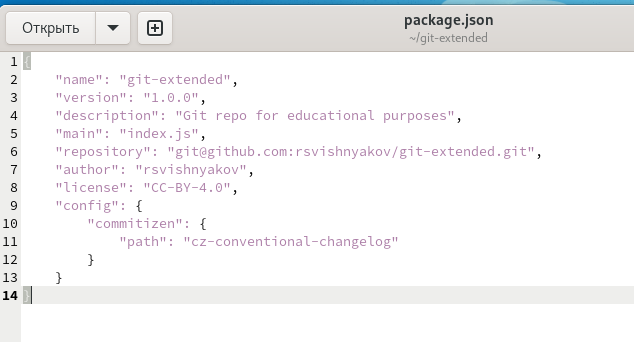 Открыть
package.json
~/git-extended
1 {
2     "name": "git-extended",
3     "version": "1.0.0",
4     "description": "Git repo for educational purposes",
5     "main": "index.js",
6     "repository": "git@github.com:rsvishnyakov/git-extended.git",
7     "author": "rsvishnyakov",
8     "license": "CC-BY-4.0",
9     "config": {
10         "commitizen": {
11             "path": "cz-conventional-changelog"
12         }
13     }
14 }